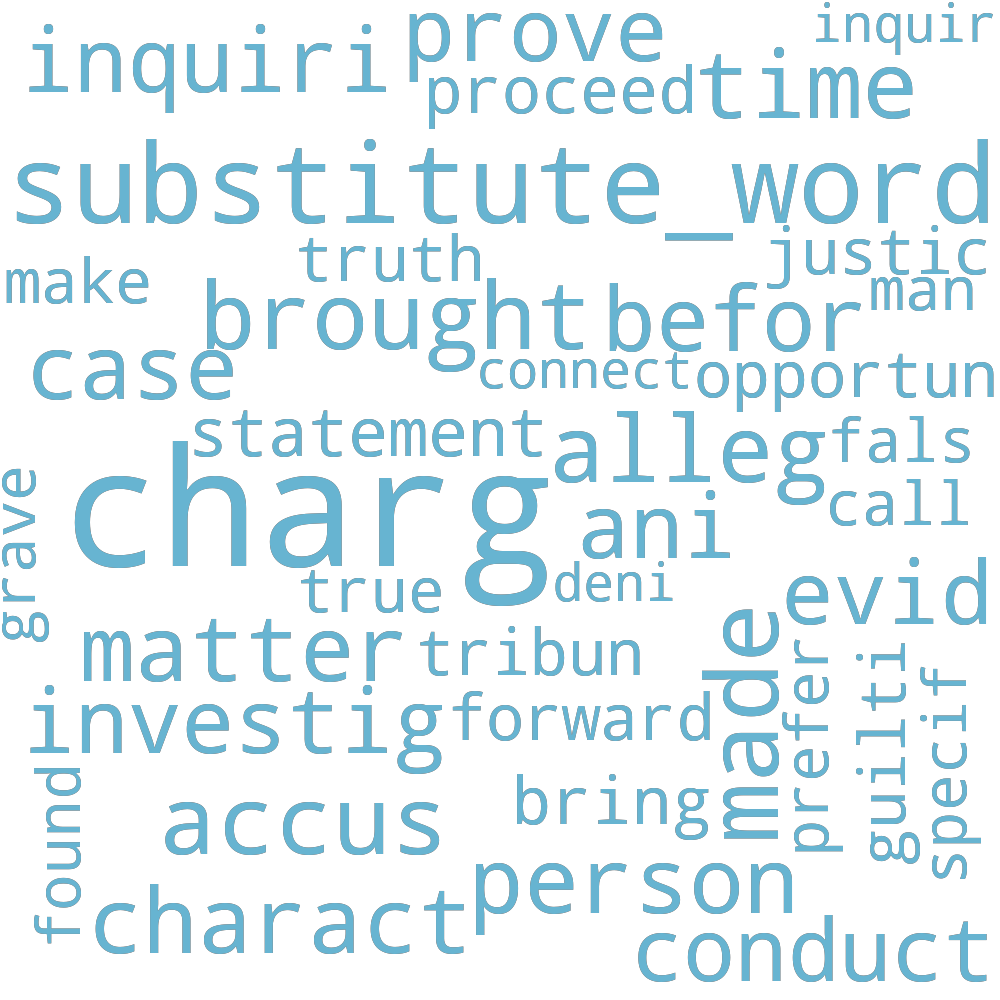 inquiri
prove
inquir
proceed
time
substitute_word
truth
justic
make
brought
befor
man
case
connect
opportun
statement
alleg
fals
charg
call
grave
ani
true
deni
evid
matter
tribun
made
prefer
guilti
specif
investig
forward
found
accus
bring
person
charact
conduct